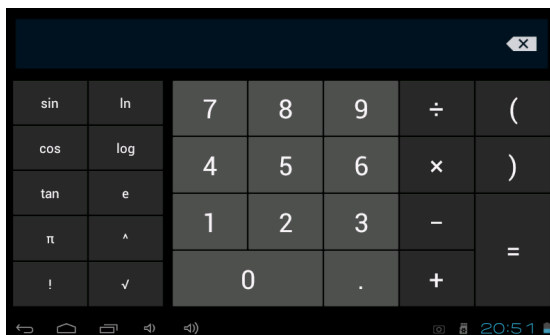 sin ln 7 8 9 ÷ (
cos log 4 5 6 × )
tan e
π ^ 1 2 3 − =
! √ 0 . +
20:51